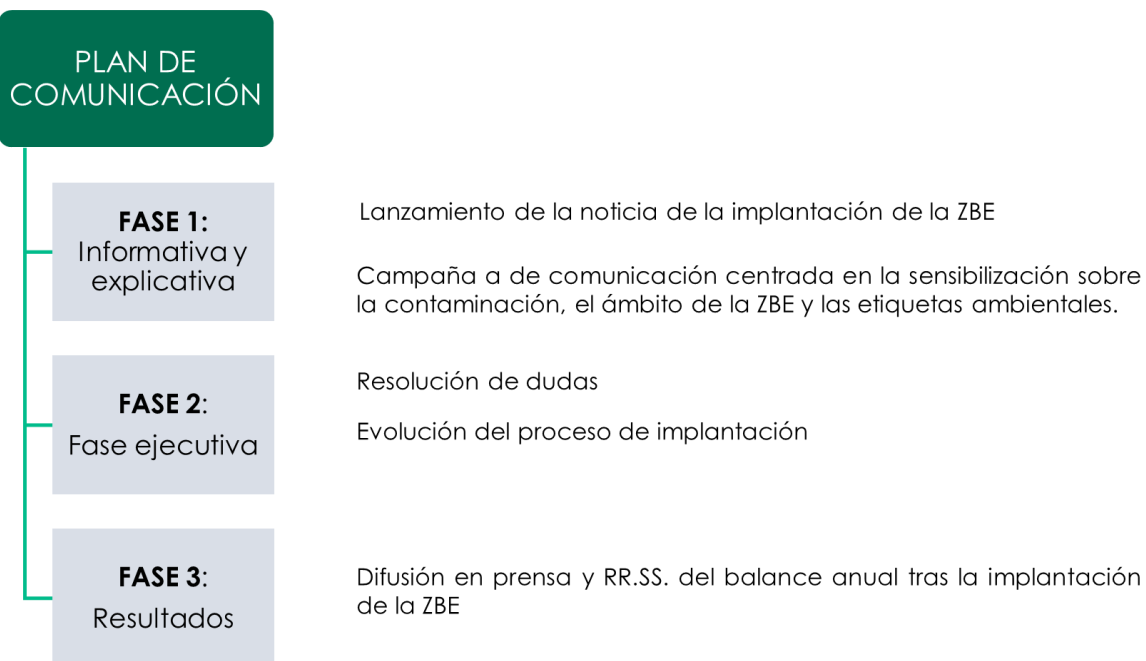 PLAN DE
COMUNICACIÓN
FASE 1:
Informativa y
explicativa
Lanzamiento de la noticia de la implantación de la ZBE
Campaña a de comunicación centrada en la sensibilización sobre
la contaminación, el ámbito de la ZBE y las etiquetas ambientales.
FASE 2:
Fase ejecutiva
Resolución de dudas
Evolución del proceso de implantación
FASE 3:
Resultados
Difusión en prensa y RR.SS. del balance anual tras la implantación
de la ZBE